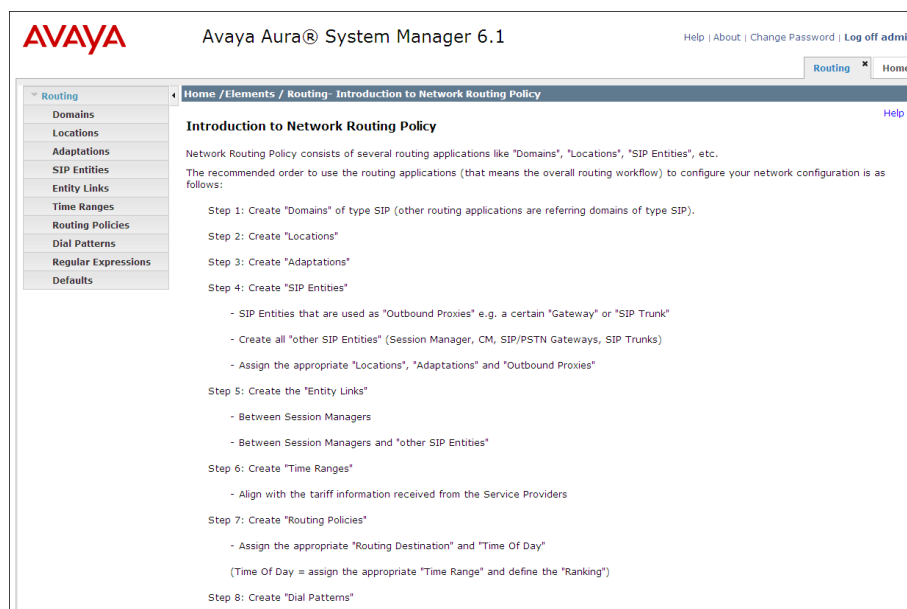 AVAYA
Avaya Aura® System Manager 6.1
Help | About | Change Password | Log off admi
Routing ×
Home
Routing
Domains
Locations
Adaptations
SIP Entities
Entity Links
Time Ranges
Routing Policies
Dial Patterns
Regular Expressions
Defaults
Home /Elements / Routing- Introduction to Network Routing Policy
Help
Introduction to Network Routing Policy
Network Routing Policy consists of several routing applications like "Domains", "Locations", "SIP Entities", etc.
The recommended order to use the routing applications (that means the overall routing workflow) to configure your network configuration is as
follows:
Step 1: Create "Domains" of type SIP (other routing applications are referring domains of type SIP).
Step 2: Create "Locations"
Step 3: Create "Adaptations"
Step 4: Create "SIP Entities"
- SIP Entities that are used as "Outbound Proxies" e.g. a certain "Gateway" or "SIP Trunk"
- Create all "other SIP Entities" (Session Manager, CM, SIP/PSTN Gateways, SIP Trunks)
- Assign the appropriate "Locations", "Adaptations" and "Outbound Proxies"
Step 5: Create the "Entity Links"
- Between Session Managers
- Between Session Managers and "other SIP Entities"
Step 6: Create "Time Ranges"
- Align with the tariff information received from the Service Providers
Step 7: Create "Routing Policies"
- Assign the appropriate "Routing Destination" and "Time Of Day"
(Time Of Day = assign the appropriate "Time Range" and define the "Ranking")
Step 8: Create "Dial Patterns"